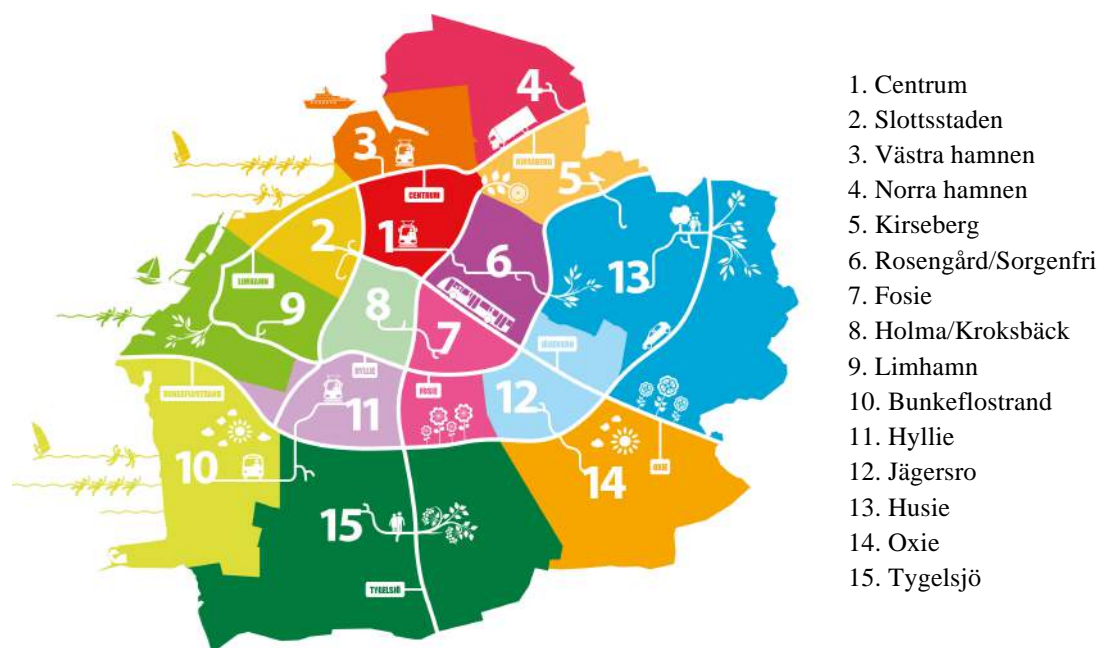 4
3
KIRSEBERG
5
CENTRUM
1
2
6
13
LIMHAMN
9
8
7
JÄGERSRO
HYLLIE
FOSIE
BUNKEFLOSTRAND
11
12
OXIE
10
14
15
TYGELSJÖ
1. Centrum
2. Slottsstaden
3. Västra hamnen
4. Norra hamnen
5. Kirseberg
6. Rosengård/Sorgenfri
7. Fosie
8. Holma/Kroksbäck
9. Limhamn
10. Bunkeflostrand
11. Hyllie
12. Jägersro
13. Husie
14. Oxie
15. Tygelsjö